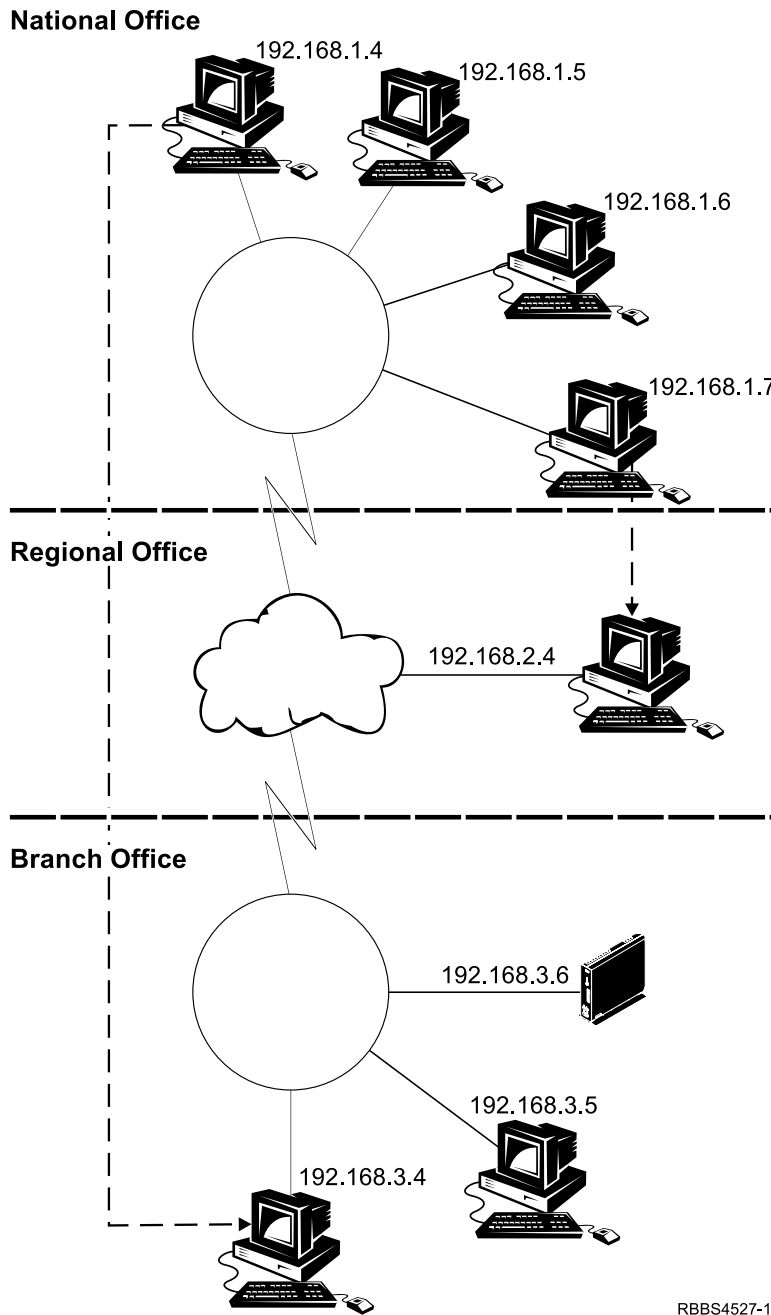 National Office
192.168.1.4
192.168.1.5
192.168.1.6
192.168.1.7
Regional Office
192.168.2.4
Branch Office
192.168.3.6
192.168.3.5
192.168.3.4
RBBS4527-1